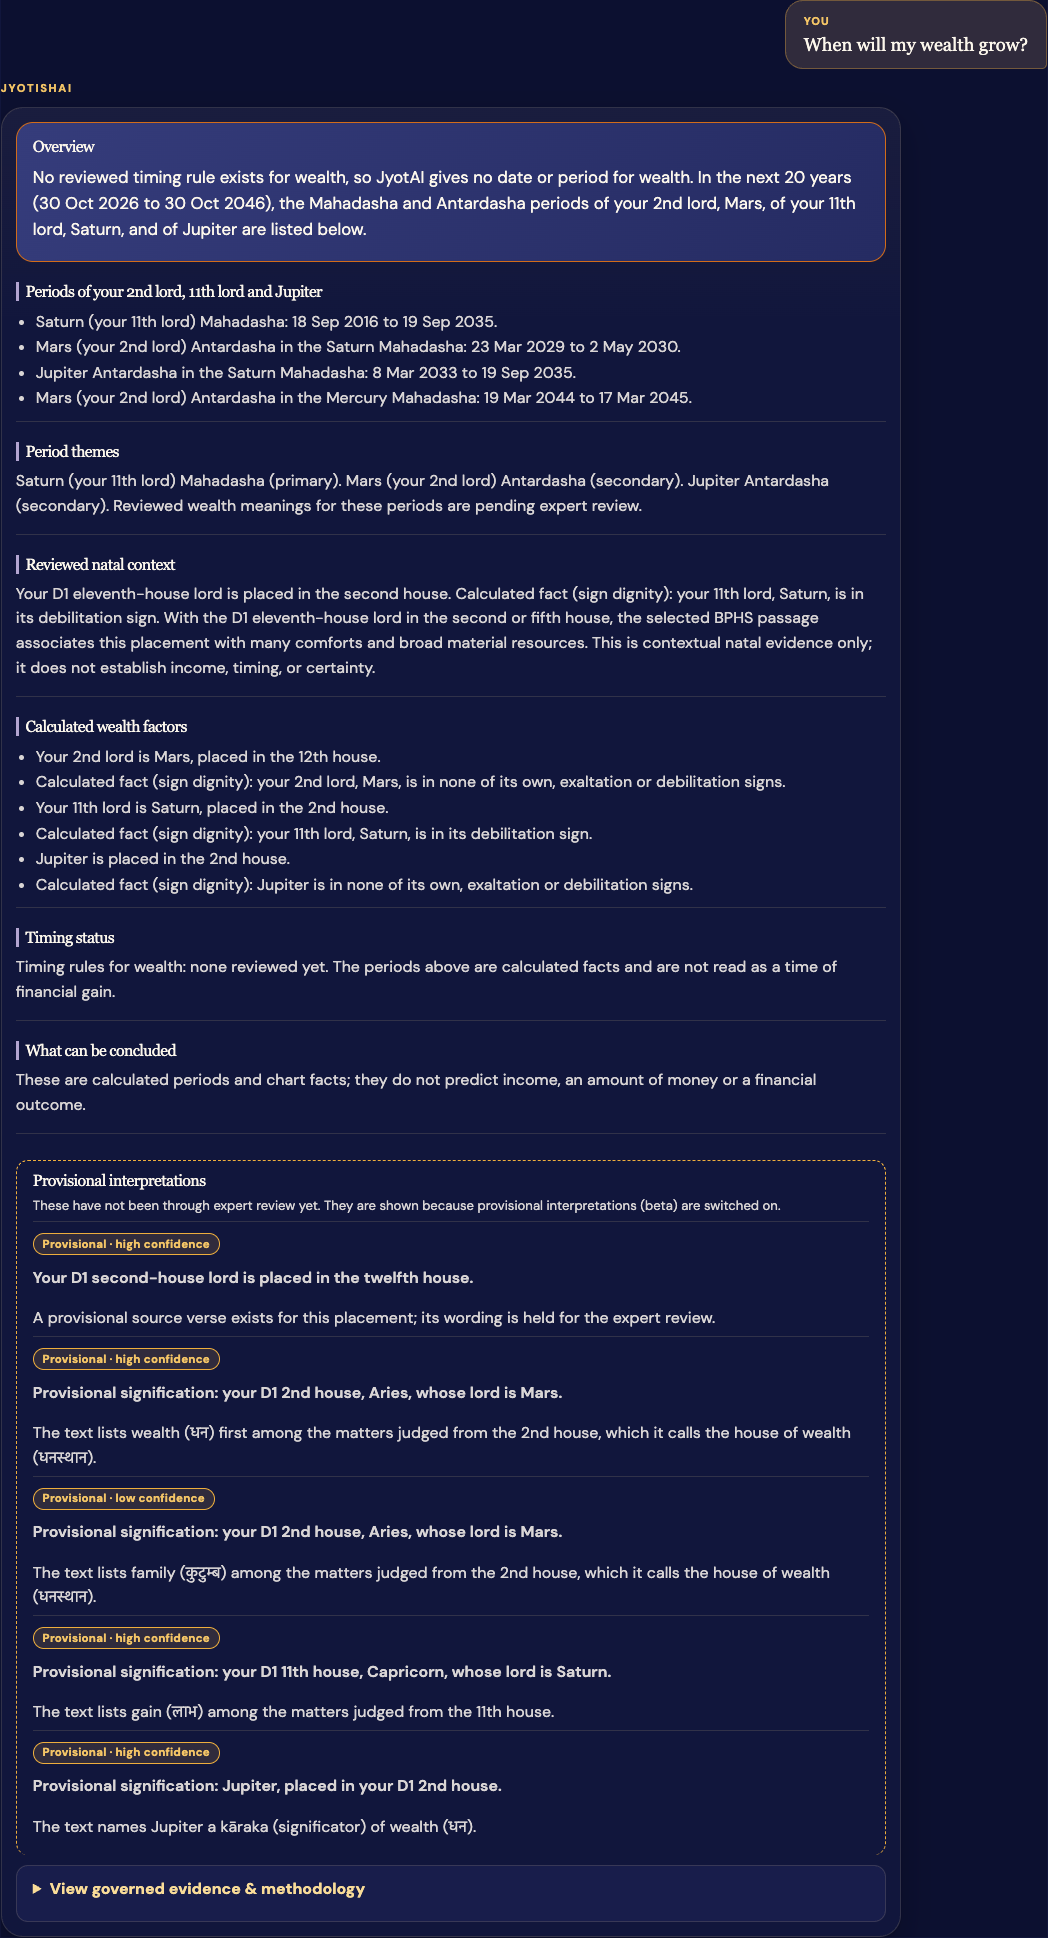 YOU
When will my wealth grow?
JYOTISHAI
Overview
No reviewed timing rule exists for wealth, so JyotAI gives no date or period for wealth. In the next 20 years
(30 Oct 2026 to 30 Oct 2046), the Mahadasha and Antardasha periods of your 2nd lord, Mars, of your 11th
lord, Saturn, and of Jupiter are listed below.
Periods of your 2nd lord, 11th lord and Jupiter
• Saturn (your 11th lord) Mahadasha: 18 Sep 2016 to 19 Sep 2035.
• Mars (your 2nd lord) Antardasha in the Saturn Mahadasha: 23 Mar 2029 to 2 May 2030.
• Jupiter Antardasha in the Saturn Mahadasha: 8 Mar 2033 to 19 Sep 2035.
• Mars (your 2nd lord) Antardasha in the Mercury Mahadasha: 19 Mar 2044 to 17 Mar 2045.
Period themes
Saturn (your 11th lord) Mahadasha (primary). Mars (your 2nd lord) Antardasha (secondary). Jupiter Antardasha
(secondary). Reviewed wealth meanings for these periods are pending expert review.
Reviewed natal context
Your D1 eleventh-house lord is placed in the second house. Calculated fact (sign dignity): your 11th lord, Saturn, is in
its debilitation sign. With the D1 eleventh-house lord in the second or fifth house, the selected BPHS passage
associates this placement with many comforts and broad material resources. This is contextual natal evidence only;
it does not establish income, timing, or certainty.
Calculated wealth factors
• Your 2nd lord is Mars, placed in the 12th house.
• Calculated fact (sign dignity): your 2nd lord, Mars, is in none of its own, exaltation or debilitation signs.
• Your 11th lord is Saturn, placed in the 2nd house.
• Calculated fact (sign dignity): your 11th lord, Saturn, is in its debilitation sign.
• Jupiter is placed in the 2nd house.
• Calculated fact (sign dignity): Jupiter is in none of its own, exaltation or debilitation signs.
Timing status
Timing rules for wealth: none reviewed yet. The periods above are calculated facts and are not read as a time of
financial gain.
What can be concluded
These are calculated periods and chart facts; they do not predict income, an amount of money or a financial
outcome.
Provisional interpretations
These have not been through expert review yet. They are shown because provisional interpretations (beta) are switched on.
Provisional · high confidence
Your D1 second-house lord is placed in the twelfth house.
A provisional source verse exists for this placement; its wording is held for the expert review.
Provisional · high confidence
Provisional signification: your D1 2nd house, Aries, whose lord is Mars.
The text lists wealth (धन) first among the matters judged from the 2nd house, which it calls the house of wealth
(धनस्थान).
Provisional · low confidence
Provisional signification: your D1 2nd house, Aries, whose lord is Mars.
The text lists family (कुटुम्ब) among the matters judged from the 2nd house, which it calls the house of wealth
(धनस्थान).
Provisional · high confidence
Provisional signification: your D1 11th house, Capricorn, whose lord is Saturn.
The text lists gain (लाभ) among the matters judged from the 11th house.
Provisional · high confidence
Provisional signification: Jupiter, placed in your D1 2nd house.
The text names Jupiter a kāraka (significator) of wealth (धन).
▶ View governed evidence & methodology